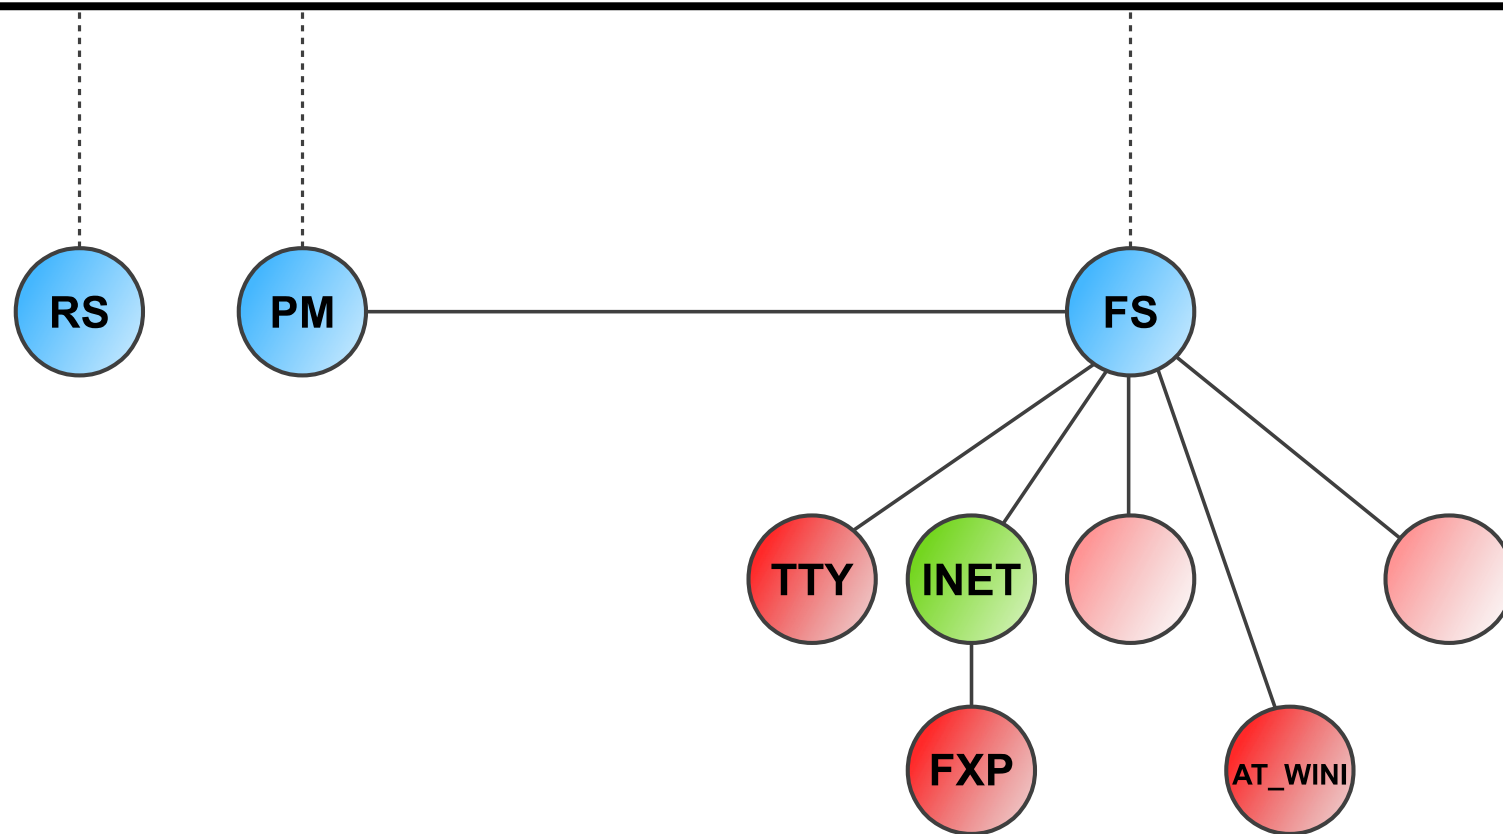 RS
PM
FS
TTY
INET
FXP
AT_WINI